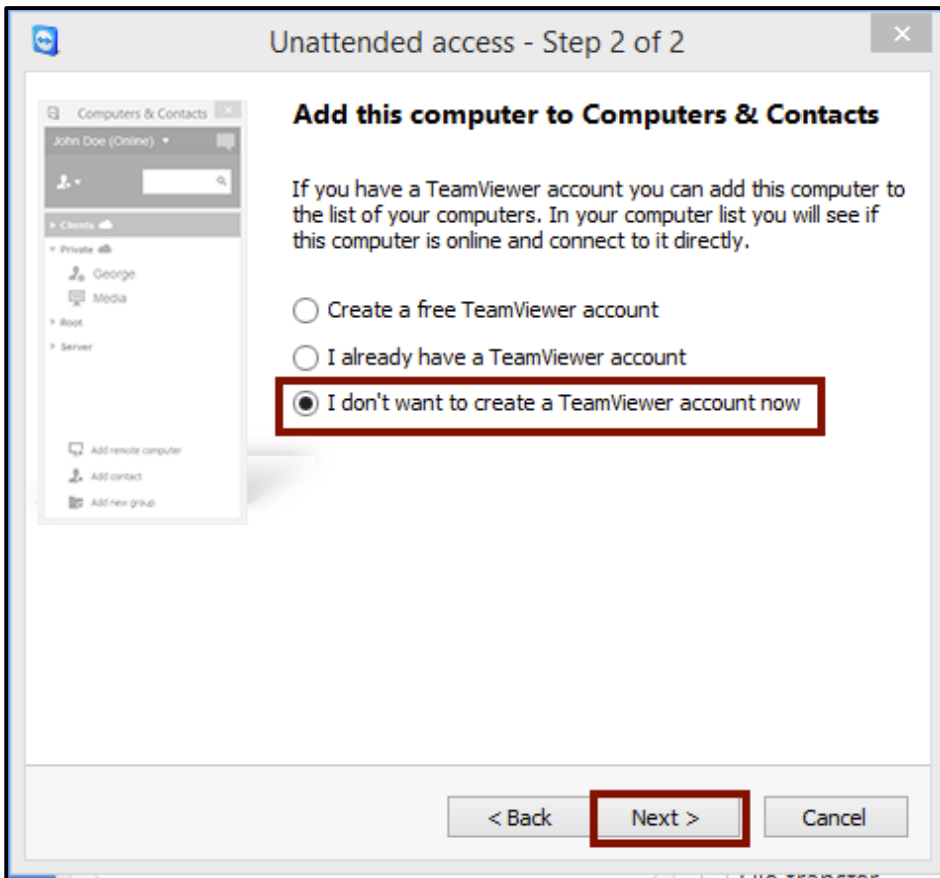 Unattended access - Step 2 of 2
Computers & Contacts
John Doe (Online)
Clients
Private
George
Media
Root
Server
Add remote computer
Add contact
Add new group
Add this computer to Computers & Contacts
If you have a TeamViewer account you can add this computer to
the list of your computers. In your computer list you will see if
this computer is online and connect to it directly.
Create a free TeamViewer account
I already have a TeamViewer account
I don't want to create a TeamViewer account now
< Back
Next >
Cancel
File transfer